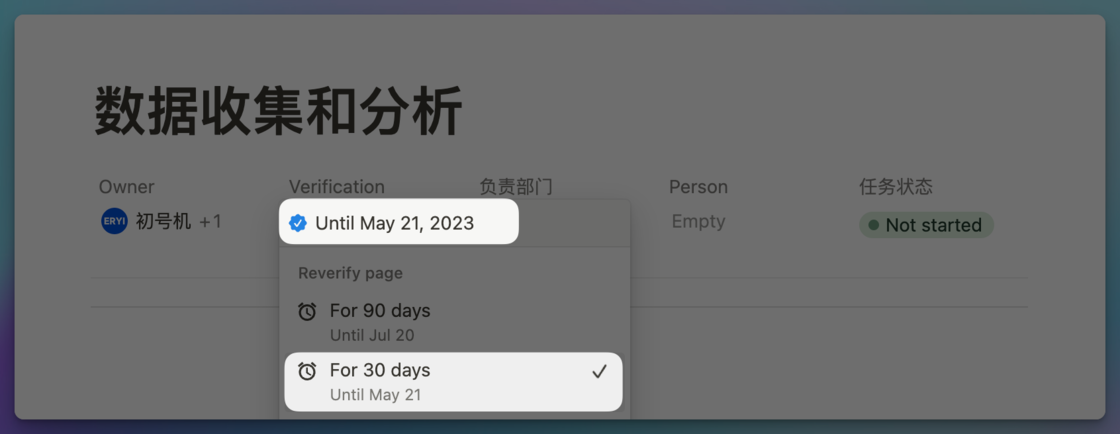 数据收集和分析
Owner Verification 负责部门 Person 任务状态
ERYI 初号机 +1 Until May 21, 2023 Empty Not started
Reverify page
For 90 days
Until Jul 20
For 30 days
Until May 21